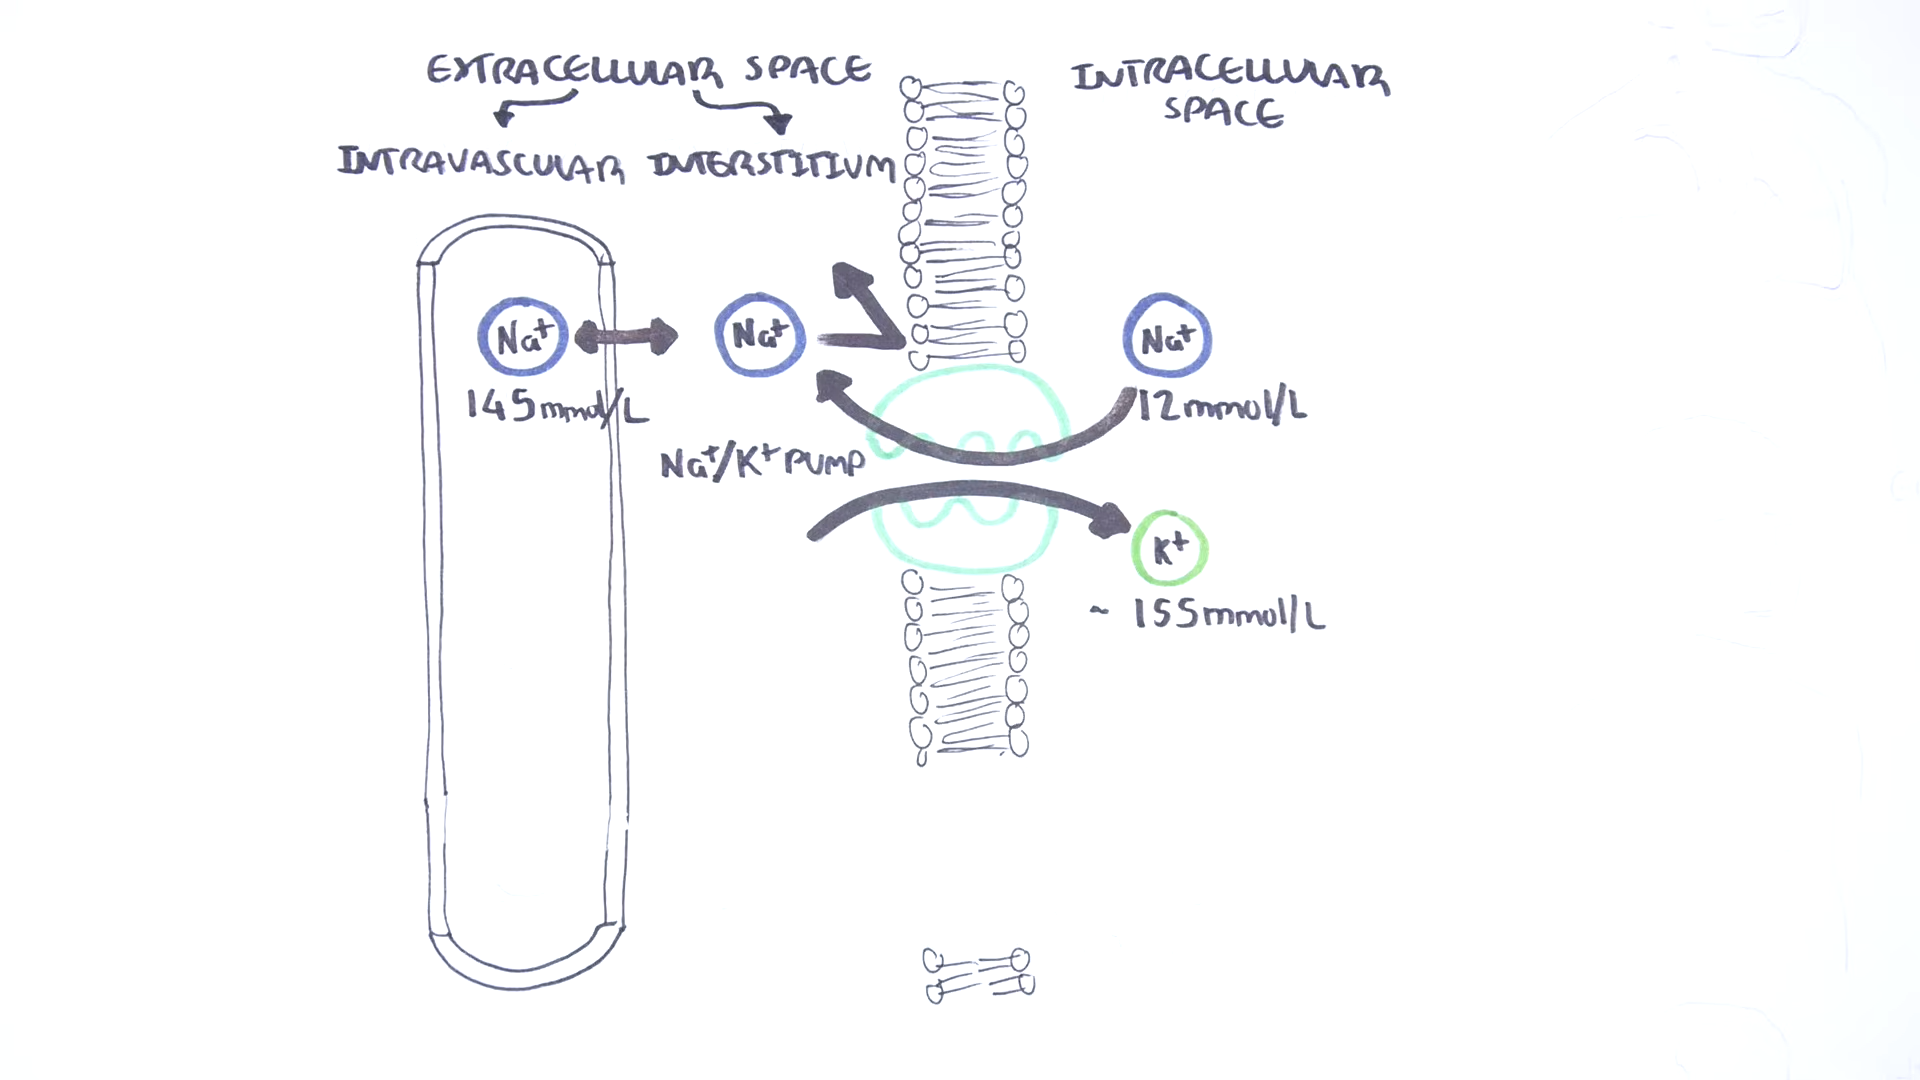 EXTRACELLULAR SPACE
INTRACELLULAR
SPACE
INTRAVASCULAR INTERSTITIUM
Na+
Na+
Na+
145mmol/L
12mmol/L
Na+/K+ PUMP
K+
~ 155mmol/L